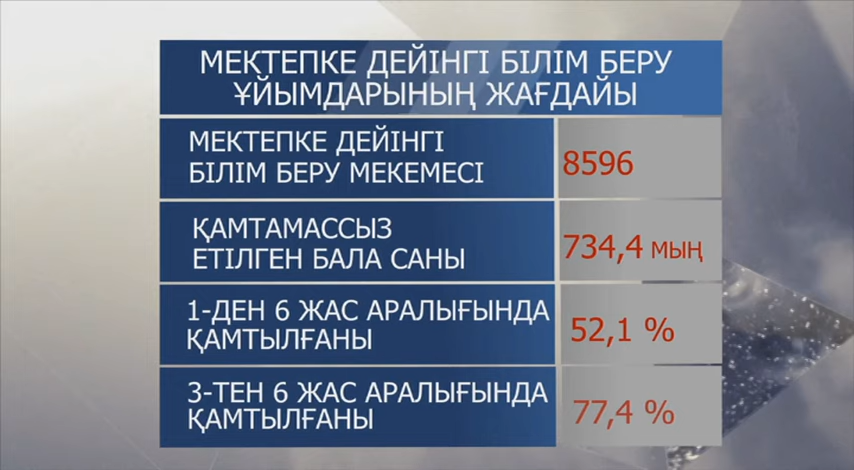 МЕКТЕПКЕ ДЕЙІНГІ БІЛІМ БЕРУ
ҰЙЫМДАРЫНЫҢ ЖАҒДАЙЫ
МЕКТЕПКЕ ДЕЙІНГІ
БІЛІМ БЕРУ МЕКЕМЕСІ
8596
ҚАМТАМАССЫЗ
ЕТІЛГЕН БАЛА САНЫ
734,4 мың
1-ДЕН 6 ЖАС АРАЛЫҒЫНДА
ҚАМТЫЛҒАНЫ
52,1 %
3-ТЕН 6 ЖАС АРАЛЫҒЫНДА
ҚАМТЫЛҒАНЫ
77,4 %